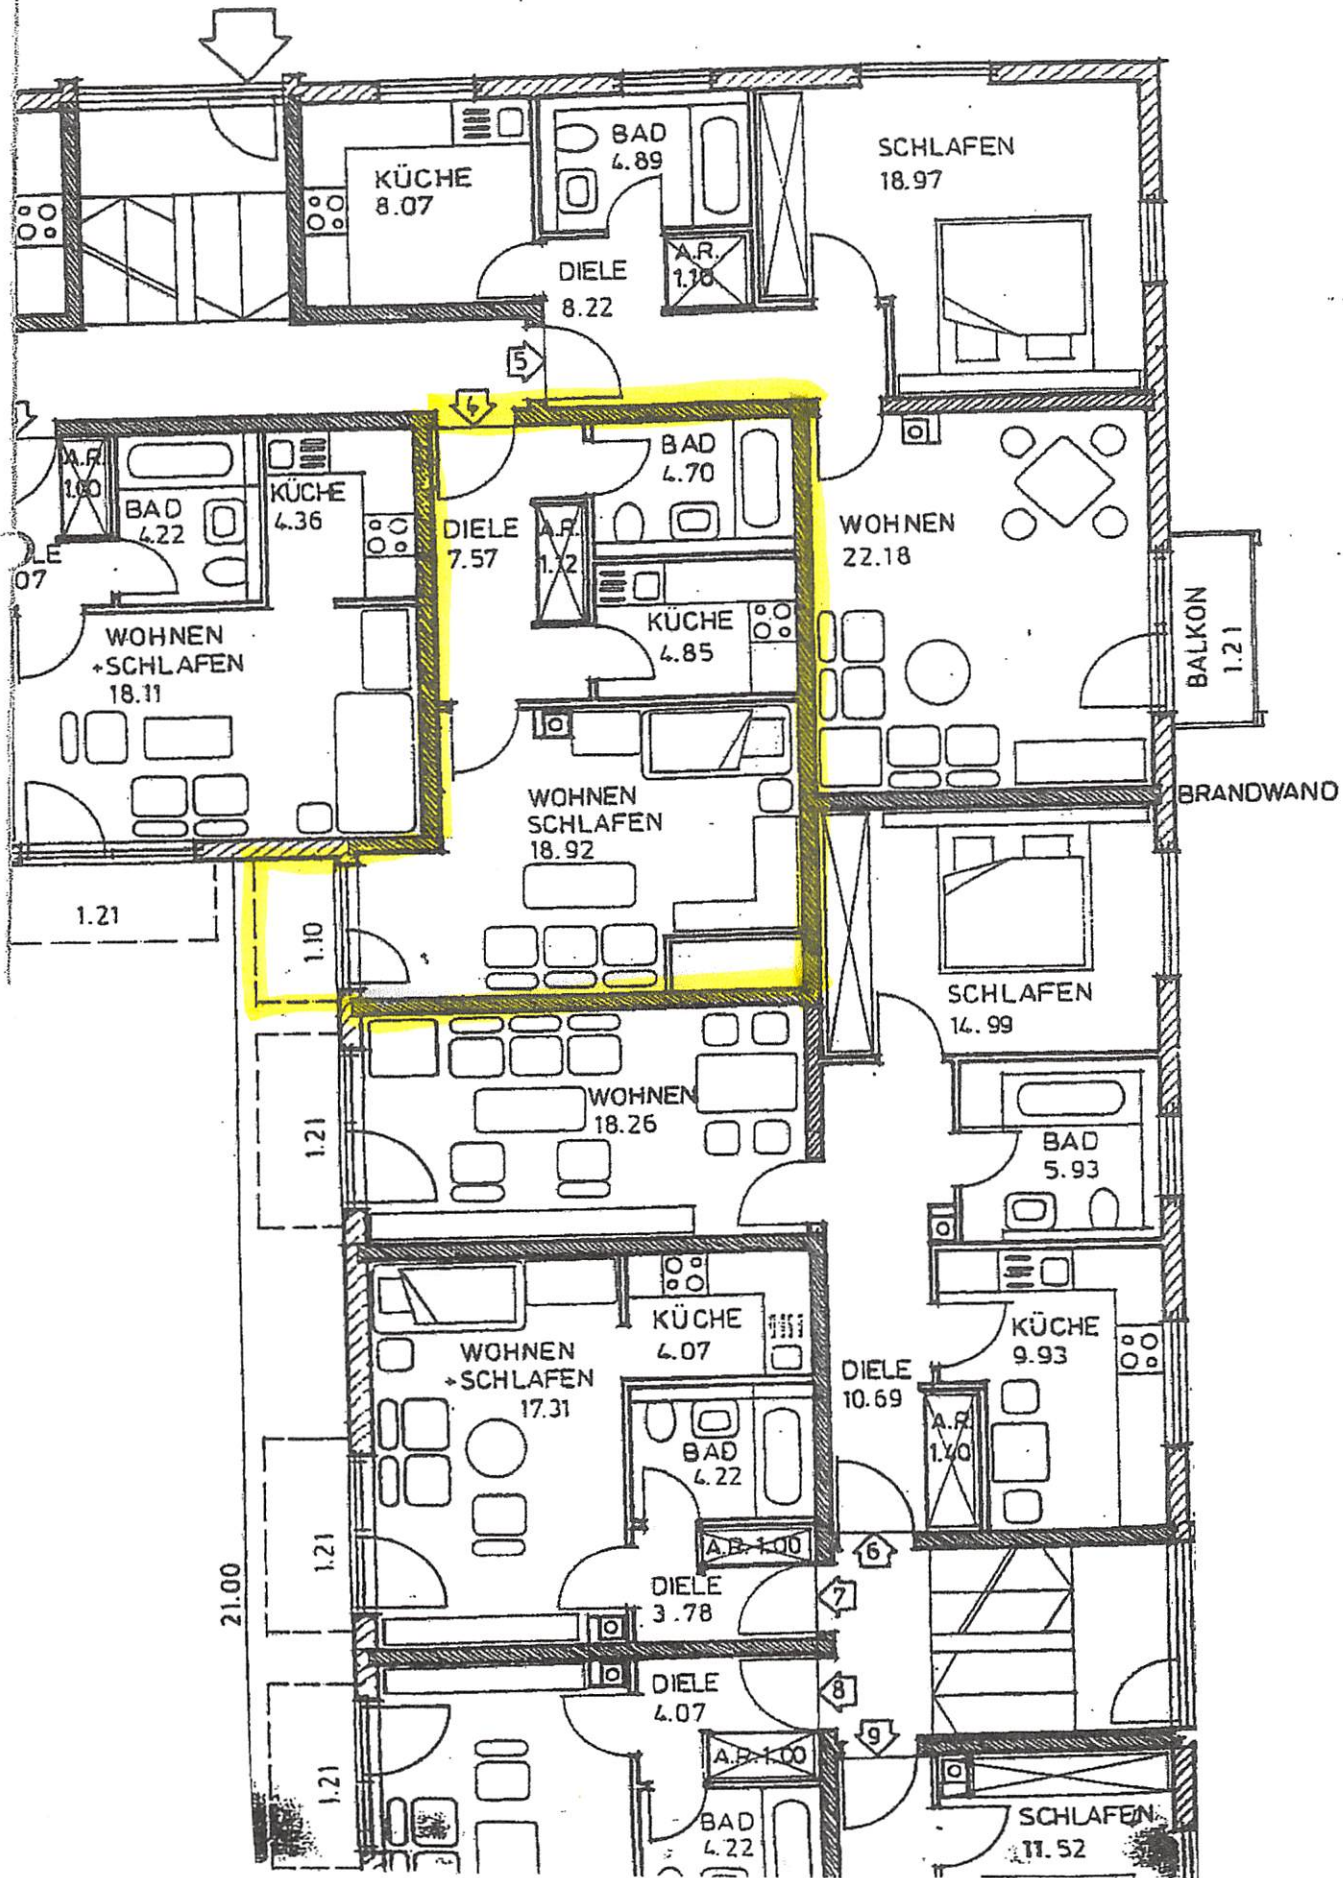 BAD
4.89
SCHLAFEN
18.97
KÜCHE
8.07
A.R.
1.10
DIELE
8.22
5
6
A.R.
1.00
BAD
4.22
KÜCHE
4.36
07
DIELE
7.57
A.R.
1.12
BAD
4.70
WOHNEN
22.18
KÜCHE
4.85
BALKON
1.21
WOHNEN
+SCHLAFEN
18.11
WOHNEN
SCHLAFEN
18.92
BRANDWAND
1.21
1.10
SCHLAFEN
14.99
WOHNEN
18.26
1.21
BAD
5.93
KÜCHE
4.07
KÜCHE
9.93
WOHNEN
+SCHLAFEN
17.31
DIELE
10.69
A.R.
1.40
BAD
4.22
A.R. 1.00
6
7
DIELE
3.78
1.21
21.00
DIELE
4.07
8
9
A.R. 1.00
1.21
BAD
4.22
SCHLAFEN
11.52